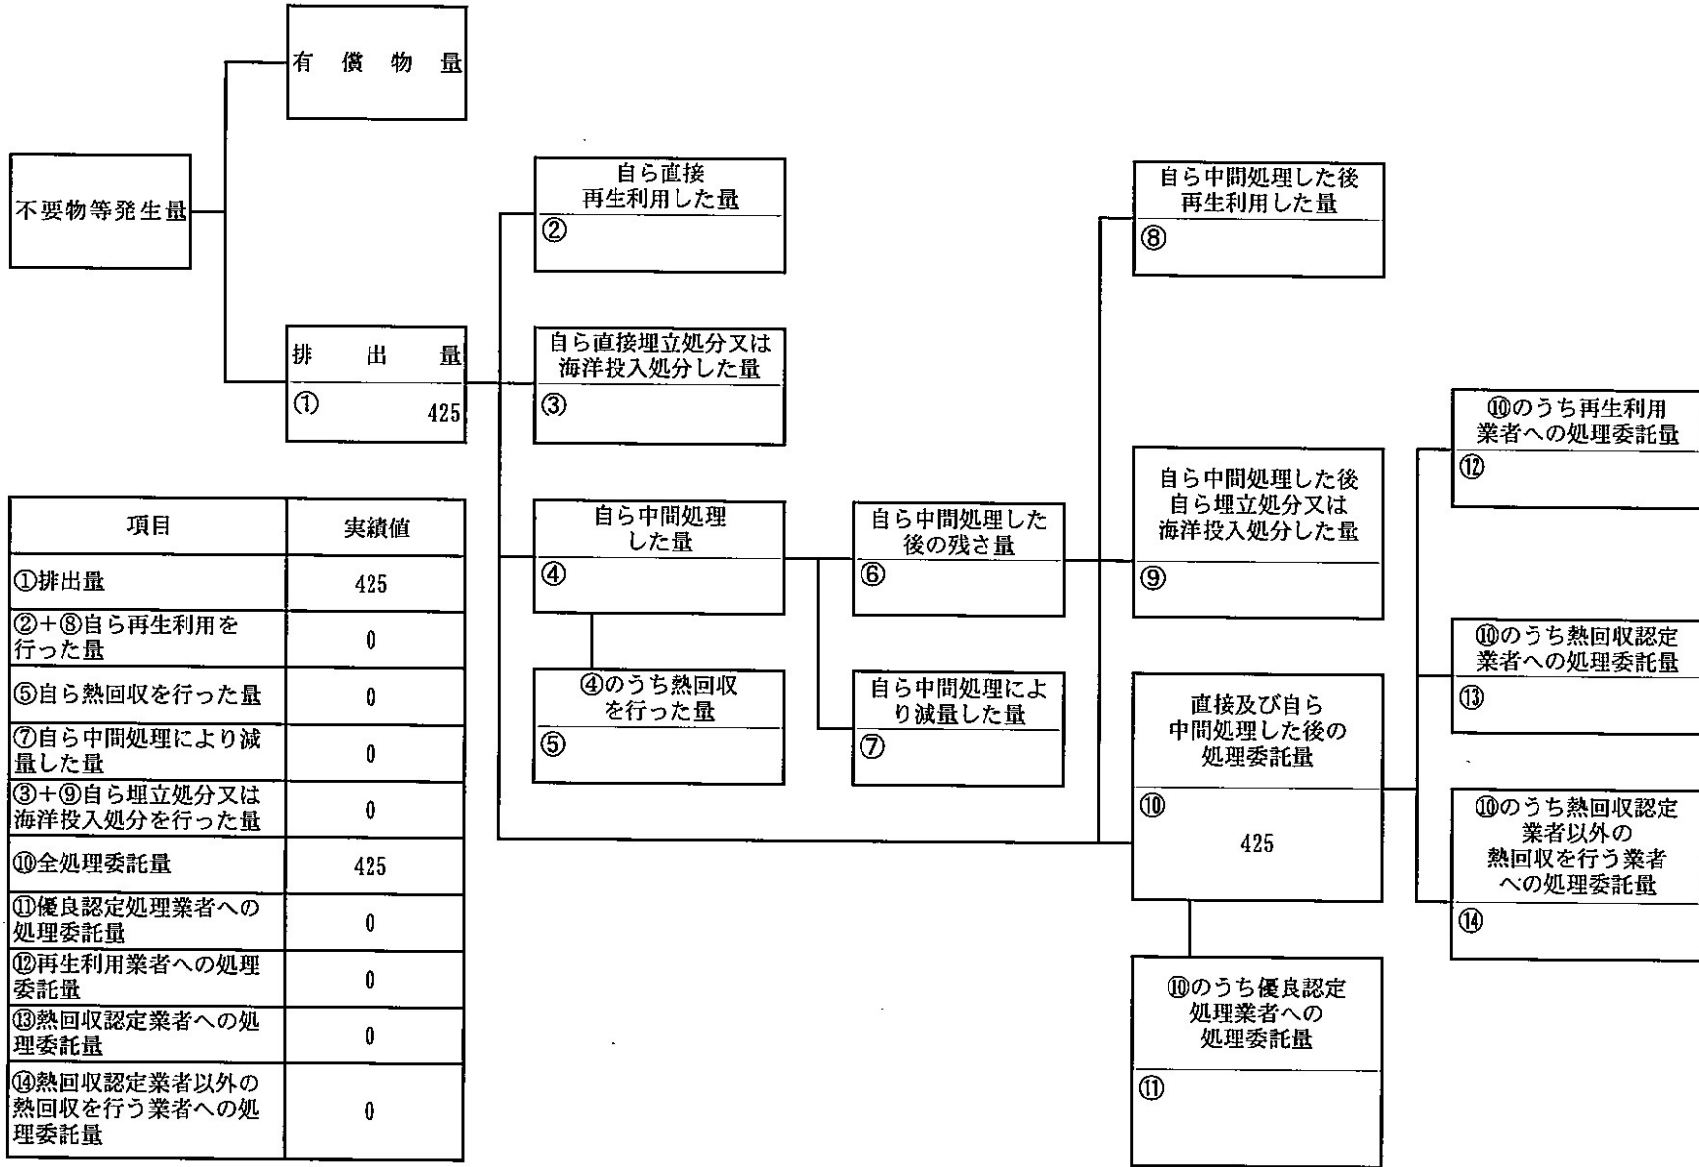 有償物量
不要物等発生量
排出量
①
425
自ら直接
再生利用した量
②
自ら直接埋立処分又は
海洋投入処分した量
③
自ら中間処理
した量
④
④のうち熱回収
を行った量
⑤
自ら中間処理した
後の残さ量
⑥
自ら中間処理によ
り減量した量
⑦
自ら中間処理した後
再生利用した量
⑧
自ら中間処理した後
自ら埋立処分又は
海洋投入処分した量
⑨
直接及び自ら
中間処理した後の
処理委託量
⑩
425
⑩のうち優良認定
処理業者への
処理委託量
⑪
⑩のうち再生利用
業者への処理委託量
⑫
⑩のうち熱回収認定
業者への処理委託量
⑬
⑩のうち熱回収認定
業者以外の
熱回収を行う業者
への処理委託量
⑭
項目 実績値
①排出量 425
②+⑧自ら再生利用を
行った量 0
⑤自ら熱回収を行った量 0
⑦自ら中間処理により減
量した量 0
③+⑨自ら埋立処分又は
海洋投入処分を行った量 0
⑩全処理委託量 425
⑪優良認定処理業者への
処理委託量 0
⑫再生利用業者への処理
委託量 0
⑬熱回収認定業者への処
理委託量 0
⑭熱回収認定業者以外の
熱回収を行う業者への処
理委託量 0